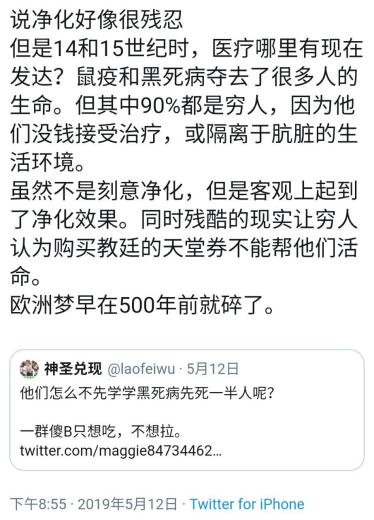 说净化好像很残忍
但是14和15世纪时，医疗哪里有现在
发达？鼠疫和黑死病夺去了很多人的
生命。但其中90%都是穷人，因为他
们没钱接受治疗，或隔离于肮脏的生
活环境。
虽然不是刻意净化，但是客观上起到
了净化效果。同时残酷的现实让穷人
认为购买教廷的天堂券不能帮他们活
命。
欧洲梦早在500年前就碎了。
神圣兑现 @laofeiwu · 5月12日
他们怎么不先学学黑死病先死一半人呢？
一群傻B只想吃，不想拉。
twitter.com/maggie84734462…
下午8:55 · 2019年5月12日 · Twitter for iPhone